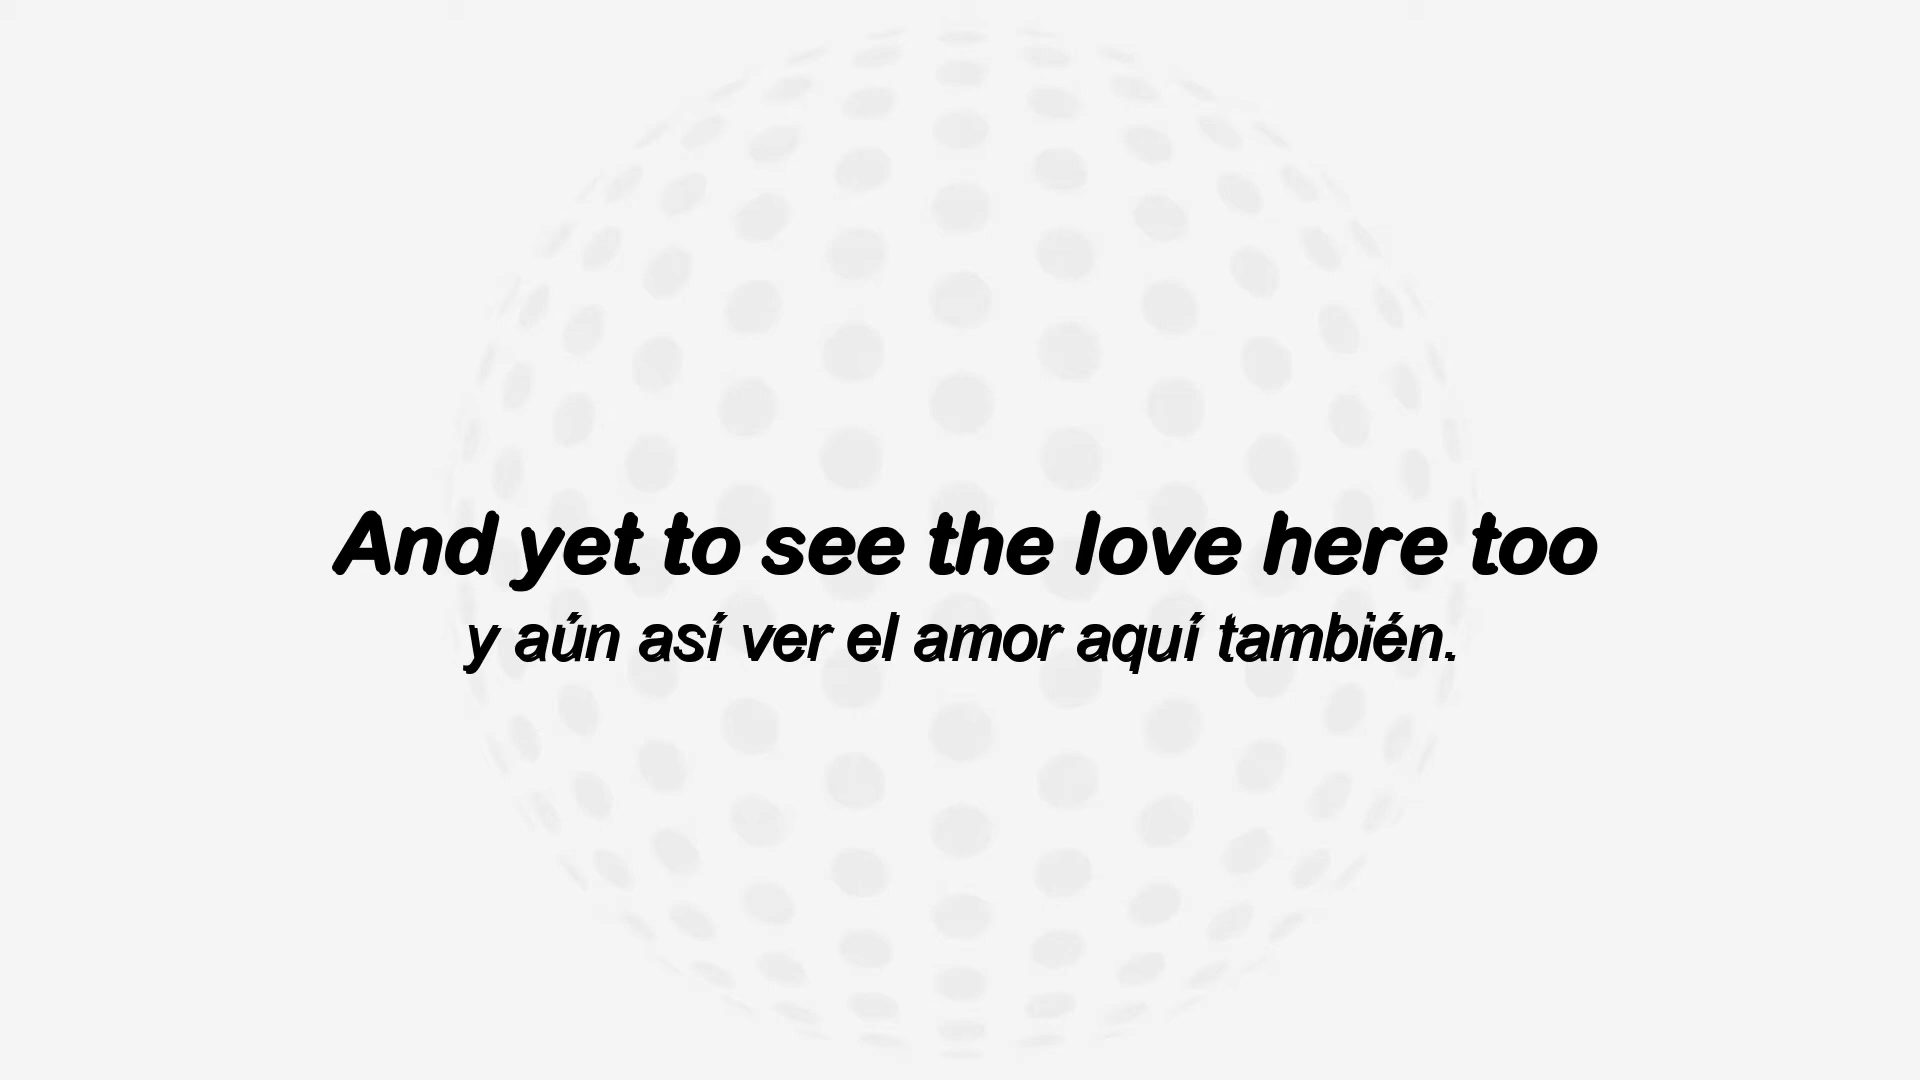 And yet to see the love here too
y aún así ver el amor aquí también.